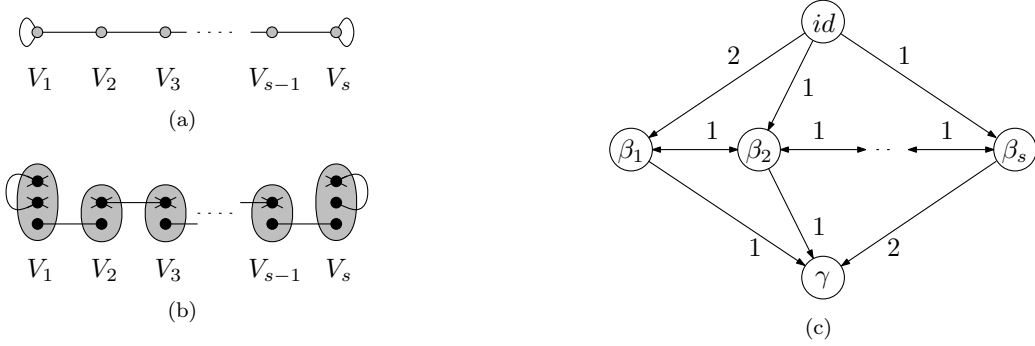 V₁ V₂ V₃ · · · · Vₛ₋₁ Vₛ
(a)
V₁ V₂ V₃ · · · · Vₛ₋₁ Vₛ
(b)
id
2 1 1
β₁ 1 β₂ 1 · · · 1 βₛ
1 1 2
γ
(c)